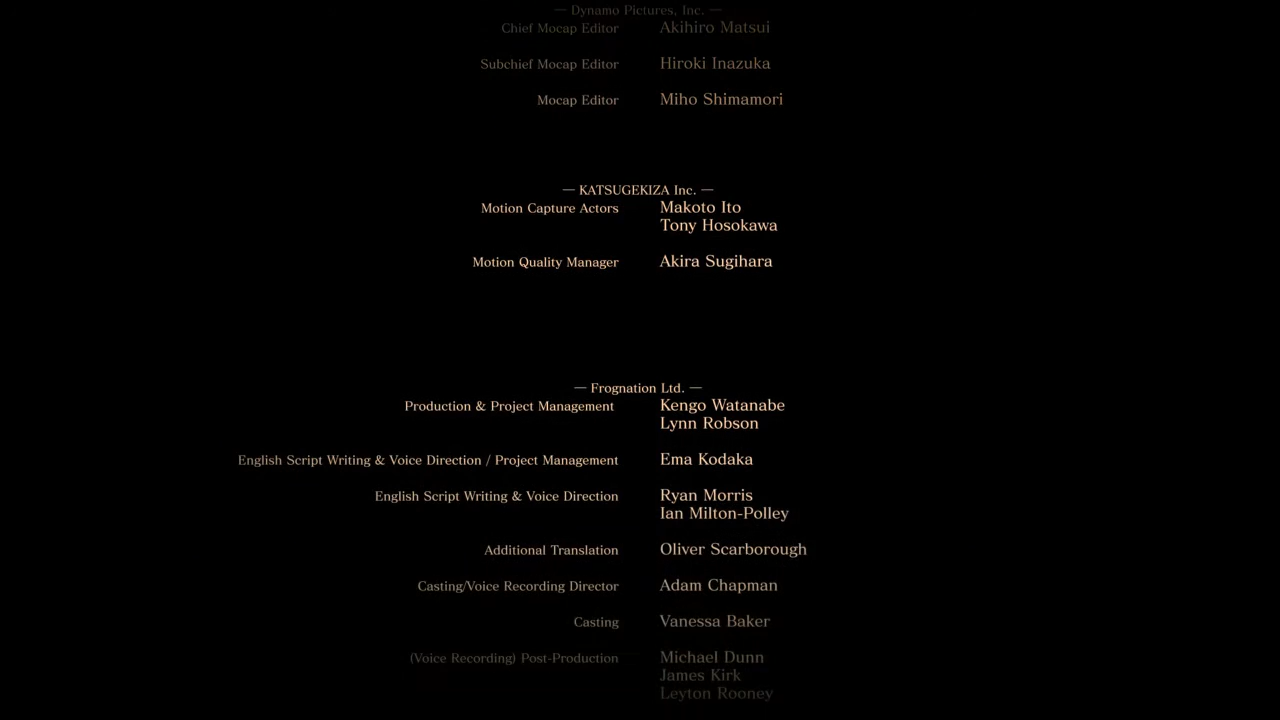 — Dynamo Pictures, Inc. —
Chief Mocap Editor Akihiro Matsui
Subchief Mocap Editor Hiroki Inazuka
Mocap Editor Miho Shimamori
— KATSUGEKIZA Inc. —
Motion Capture Actors Makoto Ito
Tony Hosokawa
Motion Quality Manager Akira Sugihara
— Frognation Ltd. —
Production & Project Management Kengo Watanabe
Lynn Robson
English Script Writing & Voice Direction / Project Management Ema Kodaka
English Script Writing & Voice Direction Ryan Morris
Ian Milton-Polley
Additional Translation Oliver Scarborough
Casting/Voice Recording Director Adam Chapman
Casting Vanessa Baker
(Voice Recording) Post-Production Michael Dunn
James Kirk
Leyton Rooney